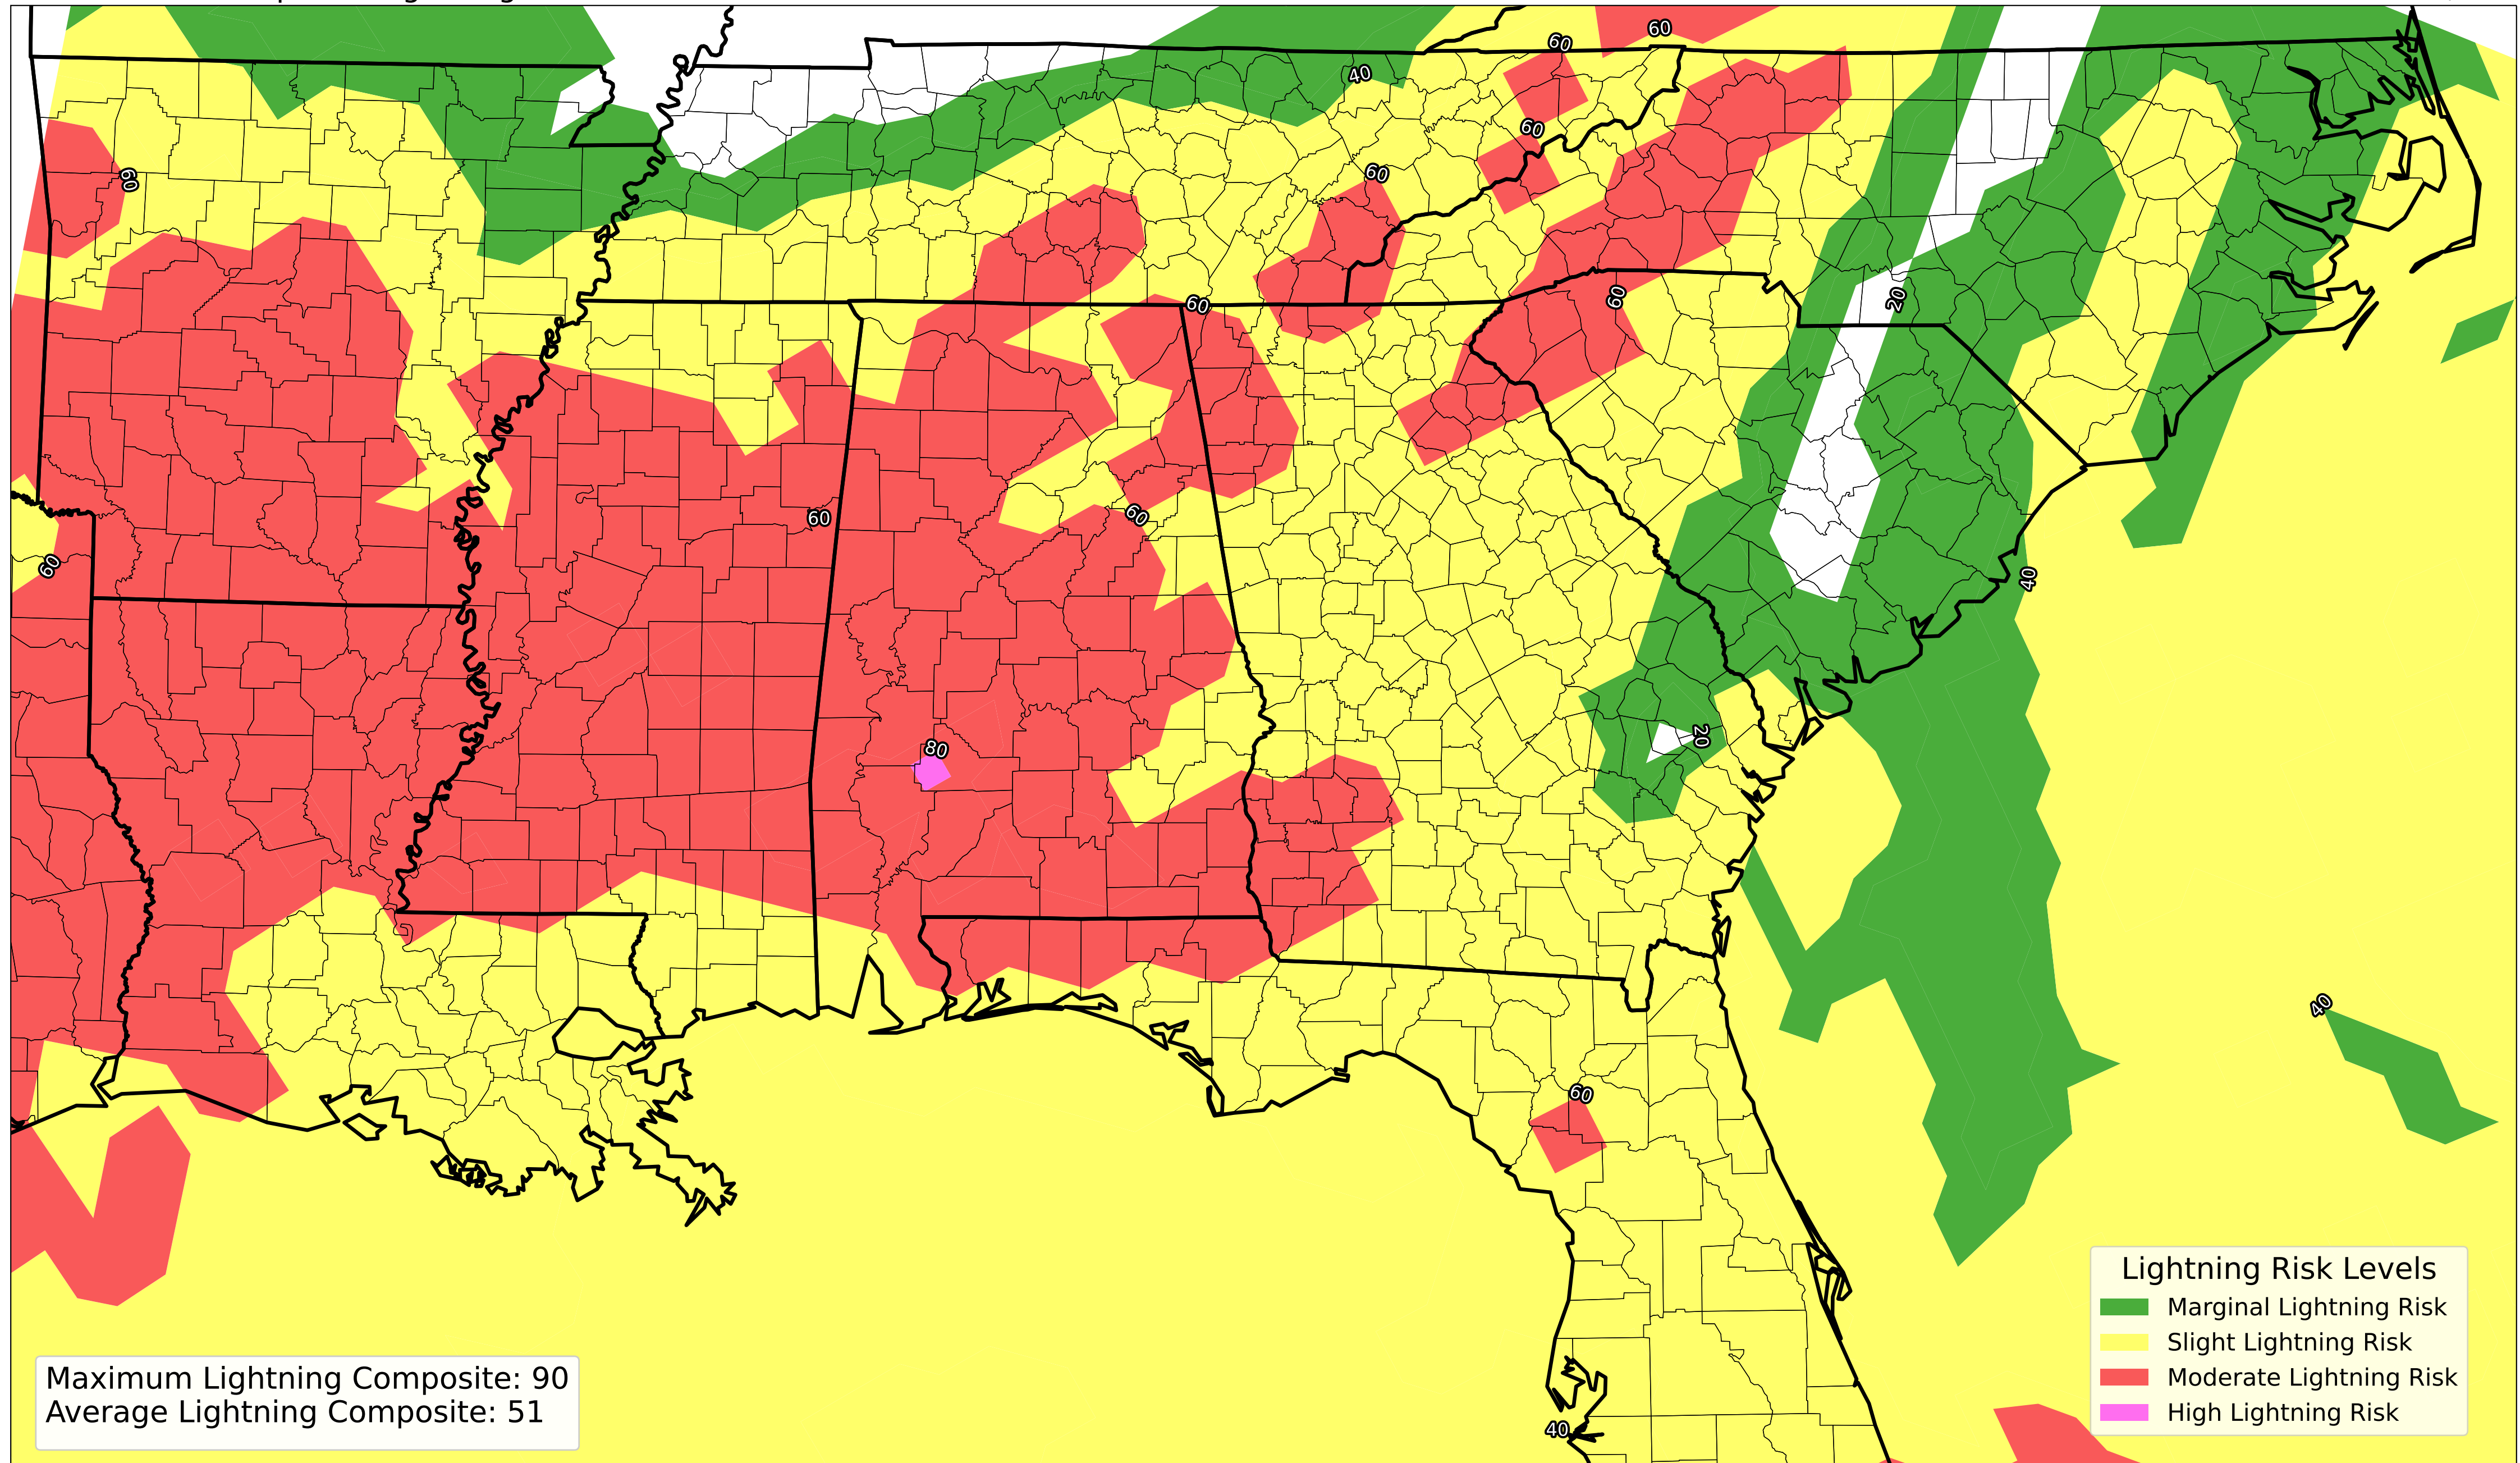 60
60
40
60
60
60
60
20
60
60
60
60
40
20
80
40
60
40
Lightning Risk Levels
Marginal Lightning Risk
Slight Lightning Risk
Moderate Lightning Risk
High Lightning Risk
Maximum Lightning Composite: 90
Average Lightning Composite: 51